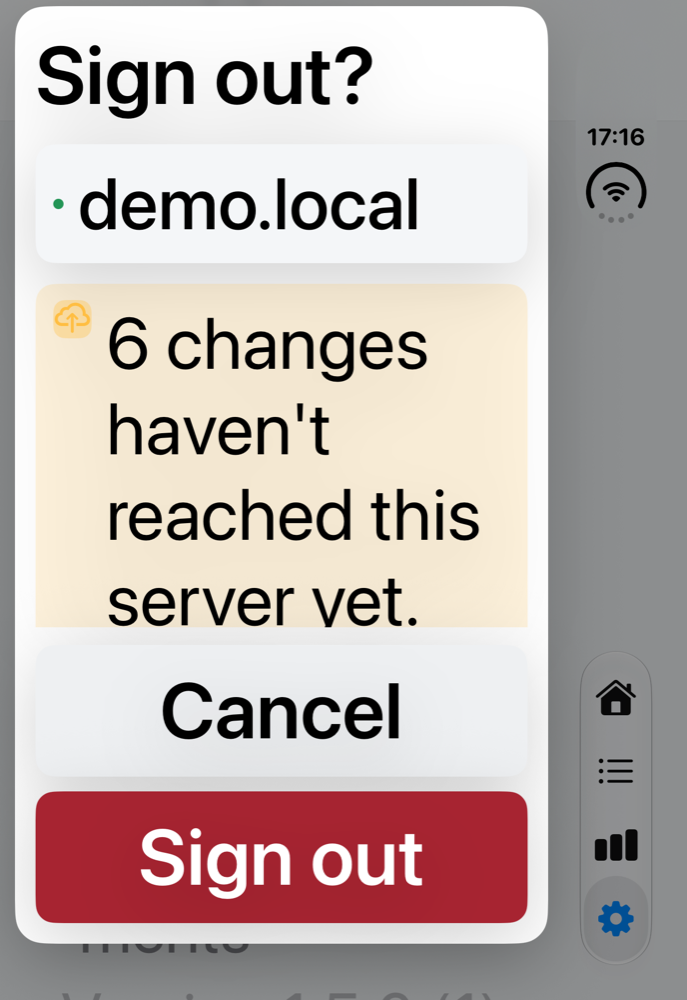 Sign out?
17:16
demo.local
6 changes
haven't
reached this
server yet.
Cancel
Sign out